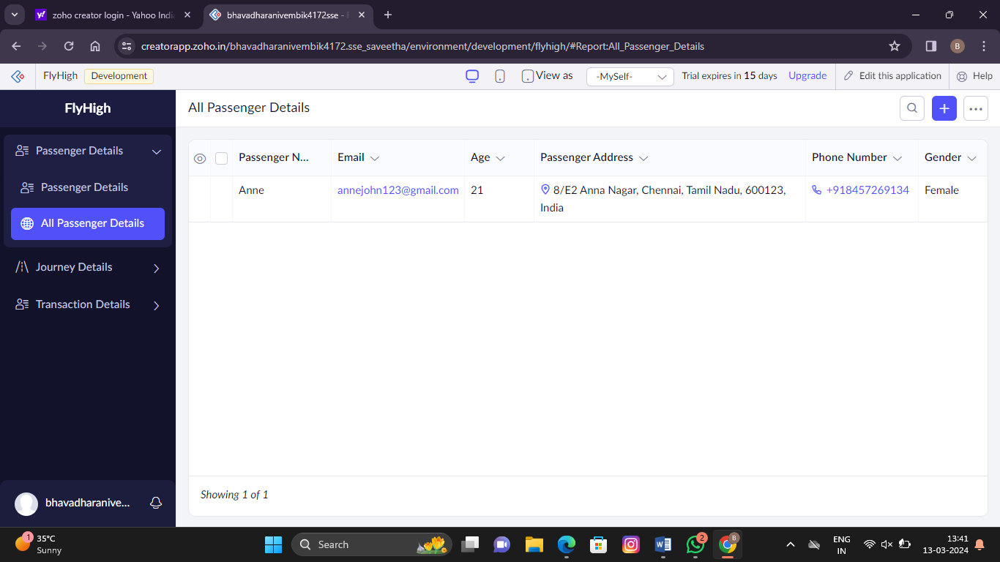 zoho creator login - Yahoo Indi
bhavadharanivembik4172sse -
creatorapp.zoho.in/bhavadharanivembik4172.sse_saveetha/environment/development/flyhigh/#Report:All_Passenger_Details
B
FlyHigh Development View as -MySelf- Trial expires in 15 days Upgrade Edit this application Help
FlyHigh
Passenger Details
Passenger Details
All Passenger Details
Journey Details
Transaction Details
bhavadharanive...
All Passenger Details
Passenger N... Email Age Passenger Address Phone Number Gender
Anne annejohn123@gmail.com 21 8/E2 Anna Nagar, Chennai, Tamil Nadu, 600123, +918457269134 Female
India
Showing 1 of 1
1
35°C
Sunny
Search
2
B
ENG
IN
13:41
13-03-2024